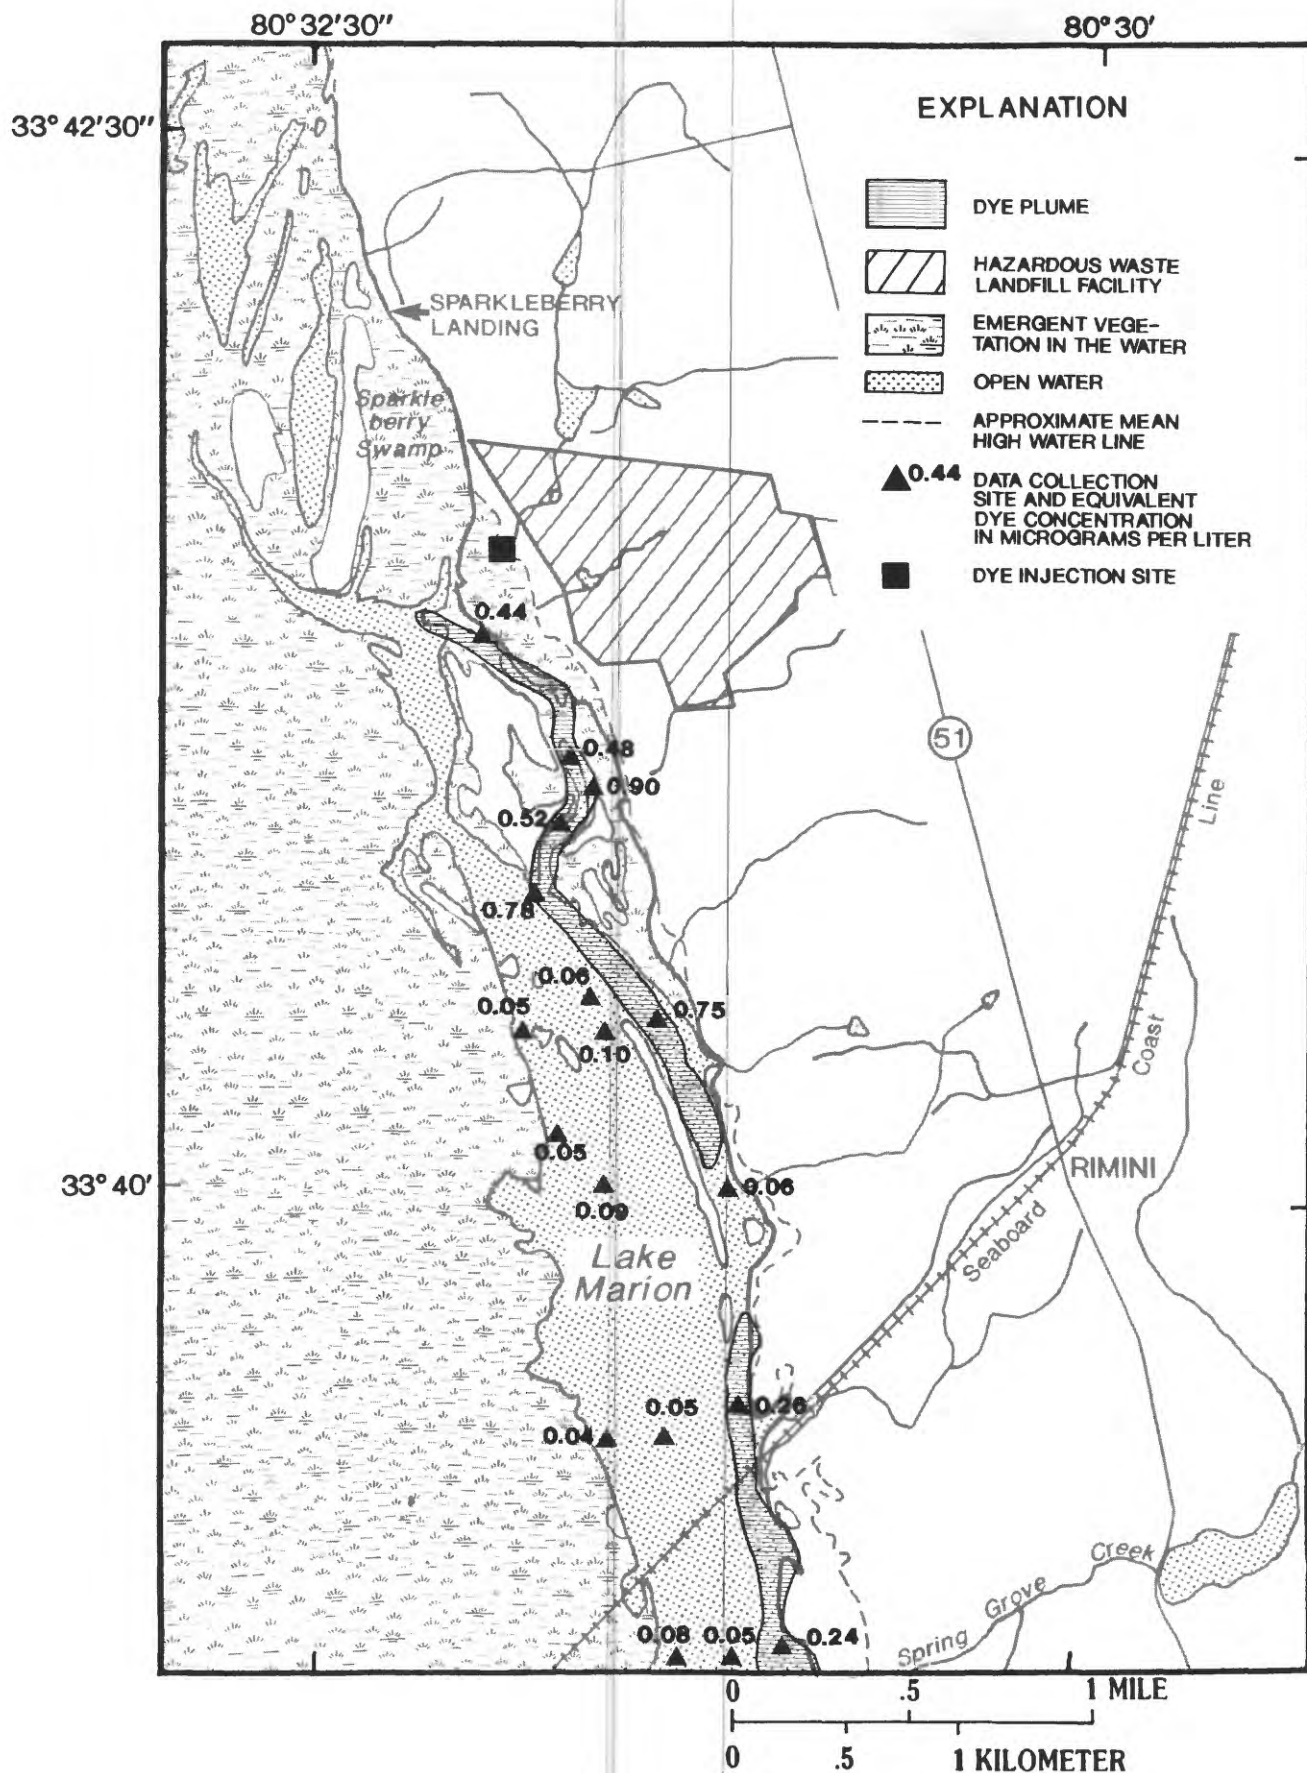 80°32'30"
80°30'
33°42'30"
EXPLANATION
DYE PLUME
HAZARDOUS WASTE
LANDFILL FACILITY
EMERGENT VEGE-
TATION IN THE WATER
OPEN WATER
APPROXIMATE MEAN
HIGH WATER LINE
0.44
DATA COLLECTION
SITE AND EQUIVALENT
DYE CONCENTRATION
IN MICROGRAMS PER LITER
DYE INJECTION SITE
SPARKLEBERRY
LANDING
Sparkle
berry
Swamp
0.44
0.48
0.90
0.52
0.78
0.06
0.05
0.75
0.10
0.05
0.09
0.06
33°40'
51
Coast
Line
RIMINI
Seaboard
Lake
Marion
0.26
0.05
0.04
0.08
0.05
0.24
Spring
Grove
Creek
0 .5 1 MILE
0 .5 1 KILOMETER